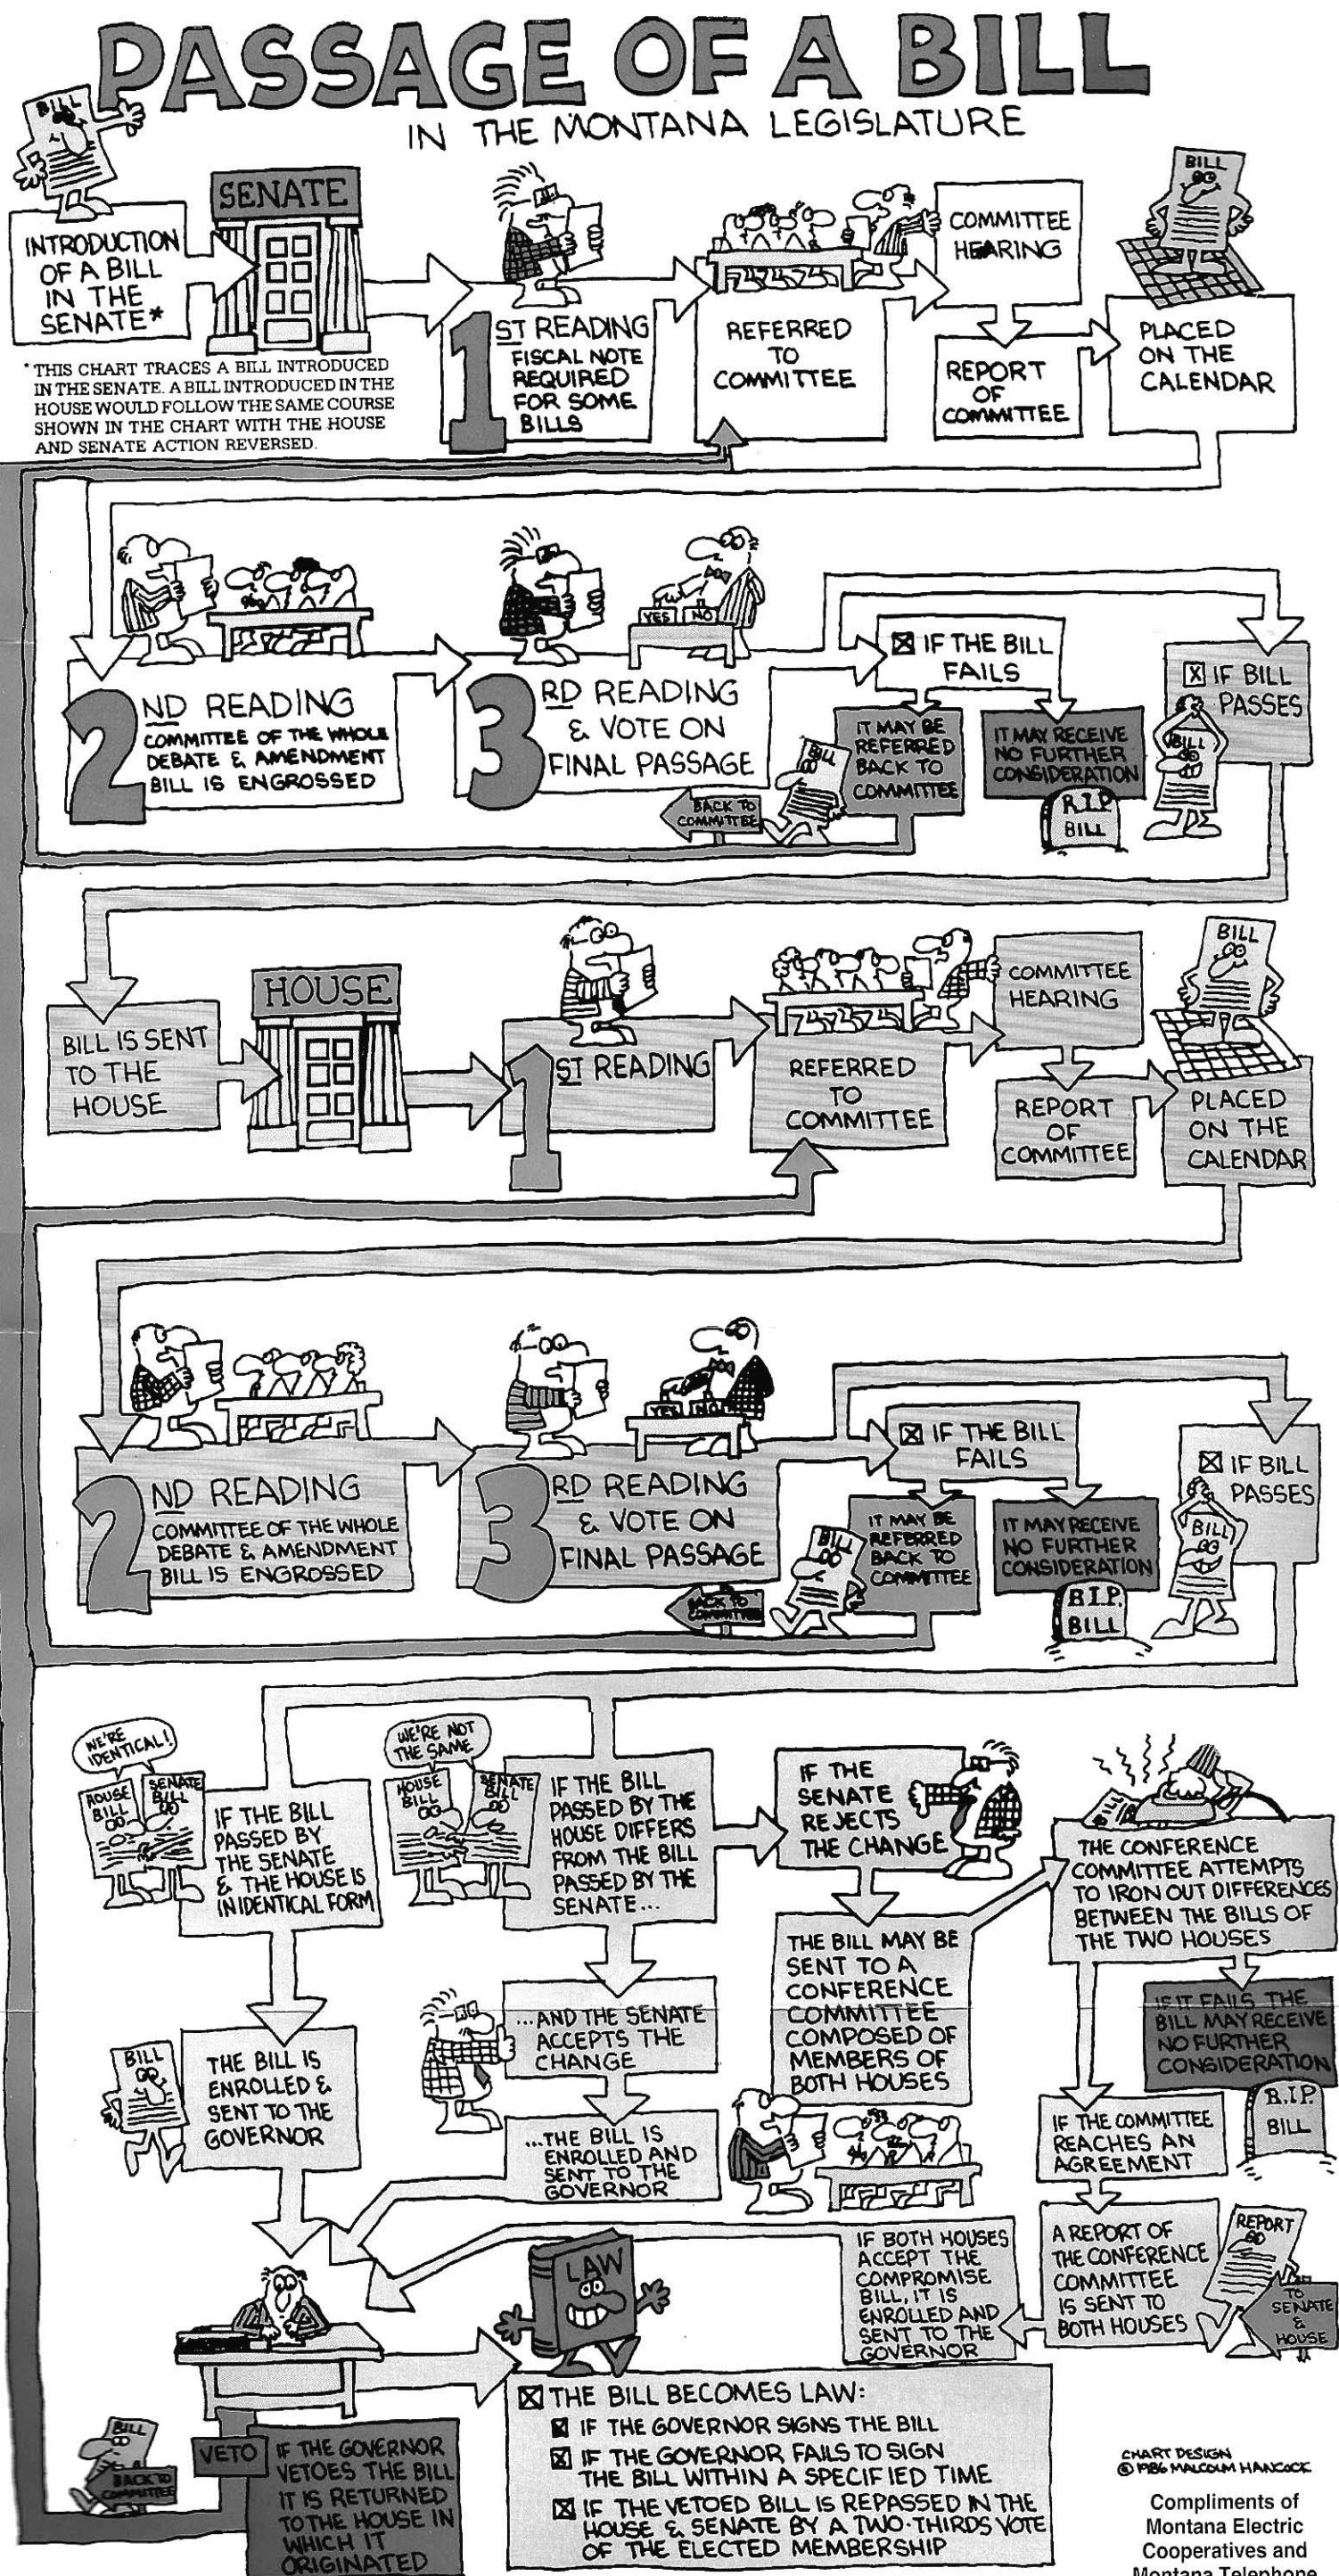 PASSAGE OF A BILL
IN THE MONTANA LEGISLATURE
BILL
INTRODUCTION
OF A BILL
IN THE
SENATE*
SENATE
1ST READING
FISCAL NOTE
REQUIRED
FOR SOME
BILLS
REFERRED
TO
COMMITTEE
COMMITTEE
HEARING
REPORT
OF
COMMITTEE
BILL
PLACED
ON THE
CALENDAR
*THIS CHART TRACES A BILL INTRODUCED
IN THE SENATE. A BILL INTRODUCED IN THE
HOUSE WOULD FOLLOW THE SAME COURSE
SHOWN IN THE CHART WITH THE HOUSE
AND SENATE ACTION REVERSED.
2ND READING
COMMITTEE OF THE WHOLE
DEBATE & AMENDMENT
BILL IS ENGROSSED
YES NO
3RD READING
& VOTE ON
FINAL PASSAGE
IF THE BILL
FAILS
IT MAY BE
REFERRED
BACK TO
COMMITTEE
BILL
BACK TO
COMMITTEE
IT MAY RECEIVE
NO FURTHER
CONSIDERATION
R.I.P.
BILL
IF BILL
PASSES
BILL
BILL IS SENT
TO THE
HOUSE
HOUSE
1ST READING
REFERRED
TO
COMMITTEE
COMMITTEE
HEARING
REPORT
OF
COMMITTEE
BILL
PLACED
ON THE
CALENDAR
2ND READING
COMMITTEE OF THE WHOLE
DEBATE & AMENDMENT
BILL IS ENGROSSED
YES NO
3RD READING
& VOTE ON
FINAL PASSAGE
IF THE BILL
FAILS
IT MAY BE
REFERRED
BACK TO
COMMITTEE
BILL
BACK TO
COMMITTEE
IT MAY RECEIVE
NO FURTHER
CONSIDERATION
R.I.P.
BILL
IF BILL
PASSES
BILL
WE'RE
IDENTICAL!
HOUSE
BILL
SENATE
BILL
IF THE BILL
PASSED BY
THE SENATE
& THE HOUSE IS
IN IDENTICAL FORM
WE'RE NOT
THE SAME
HOUSE
BILL
SENATE
BILL
IF THE BILL
PASSED BY THE
HOUSE DIFFERS
FROM THE BILL
PASSED BY THE
SENATE...
IF THE
SENATE
REJECTS
THE CHANGE
THE BILL MAY BE
SENT TO A
CONFERENCE
COMMITTEE
COMPOSED OF
MEMBERS OF
BOTH HOUSES
BILL
THE CONFERENCE
COMMITTEE ATTEMPTS
TO IRON OUT DIFFERENCES
BETWEEN THE BILLS OF
THE TWO HOUSES
IF IT FAILS THE
BILL MAY RECEIVE
NO FURTHER
CONSIDERATION
R.I.P.
BILL
BILL
THE BILL IS
ENROLLED &
SENT TO THE
GOVERNOR
...AND THE SENATE
ACCEPTS THE
CHANGE
...THE BILL IS
ENROLLED AND
SENT TO THE
GOVERNOR
IF THE COMMITTEE
REACHES AN
AGREEMENT
A REPORT OF
THE CONFERENCE
COMMITTEE
IS SENT TO
BOTH HOUSES
REPORT
TO
SENATE
&
HOUSE
IF BOTH HOUSES
ACCEPT THE
COMPROMISE
BILL, IT IS
ENROLLED AND
SENT TO THE
GOVERNOR
LAW
THE BILL BECOMES LAW:
IF THE GOVERNOR SIGNS THE BILL
IF THE GOVERNOR FAILS TO SIGN
THE BILL WITHIN A SPECIFIED TIME
IF THE VETOED BILL IS REPASSED IN THE
HOUSE & SENATE BY A TWO-THIRDS VOTE
OF THE ELECTED MEMBERSHIP
BILL
BACK TO
COMMITTEE
VETO
IF THE GOVERNOR
VETOES THE BILL
IT IS RETURNED
TO THE HOUSE IN
WHICH IT
ORIGINATED
CHART DESIGN
© 1986 MALCOLM HANCOCK
Compliments of
Montana Electric
Cooperatives and
Montana Telephone